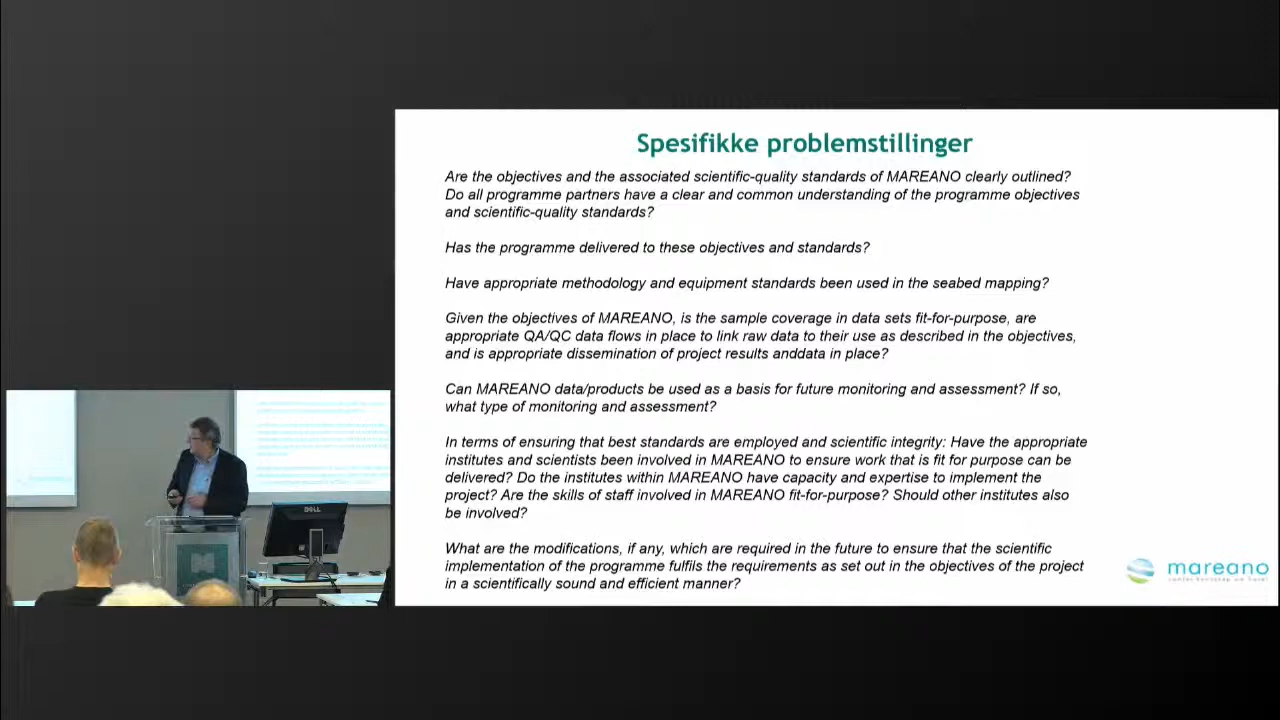 Spesifikke problemstillinger
Are the objectives and the associated scientific-quality standards of MAREANO clearly outlined?
Do all programme partners have a clear and common understanding of the programme objectives
and scientific-quality standards?
Has the programme delivered to these objectives and standards?
Have appropriate methodology and equipment standards been used in the seabed mapping?
Given the objectives of MAREANO, is the sample coverage in data sets fit-for-purpose, are
appropriate QA/QC data flows in place to link raw data to their use as described in the objectives,
and is appropriate dissemination of project results anddata in place?
Can MAREANO data/products be used as a basis for future monitoring and assessment? If so,
what type of monitoring and assessment?
In terms of ensuring that best standards are employed and scientific integrity: Have the appropriate
institutes and scientists been involved in MAREANO to ensure work that is fit for purpose can be
delivered? Do the institutes within MAREANO have capacity and expertise to implement the
project? Are the skills of staff involved in MAREANO fit-for-purpose? Should other institutes also
be involved?
What are the modifications, if any, which are required in the future to ensure that the scientific
implementation of the programme fulfils the requirements as set out in the objectives of the project
in a scientifically sound and efficient manner?
mareano
DELL